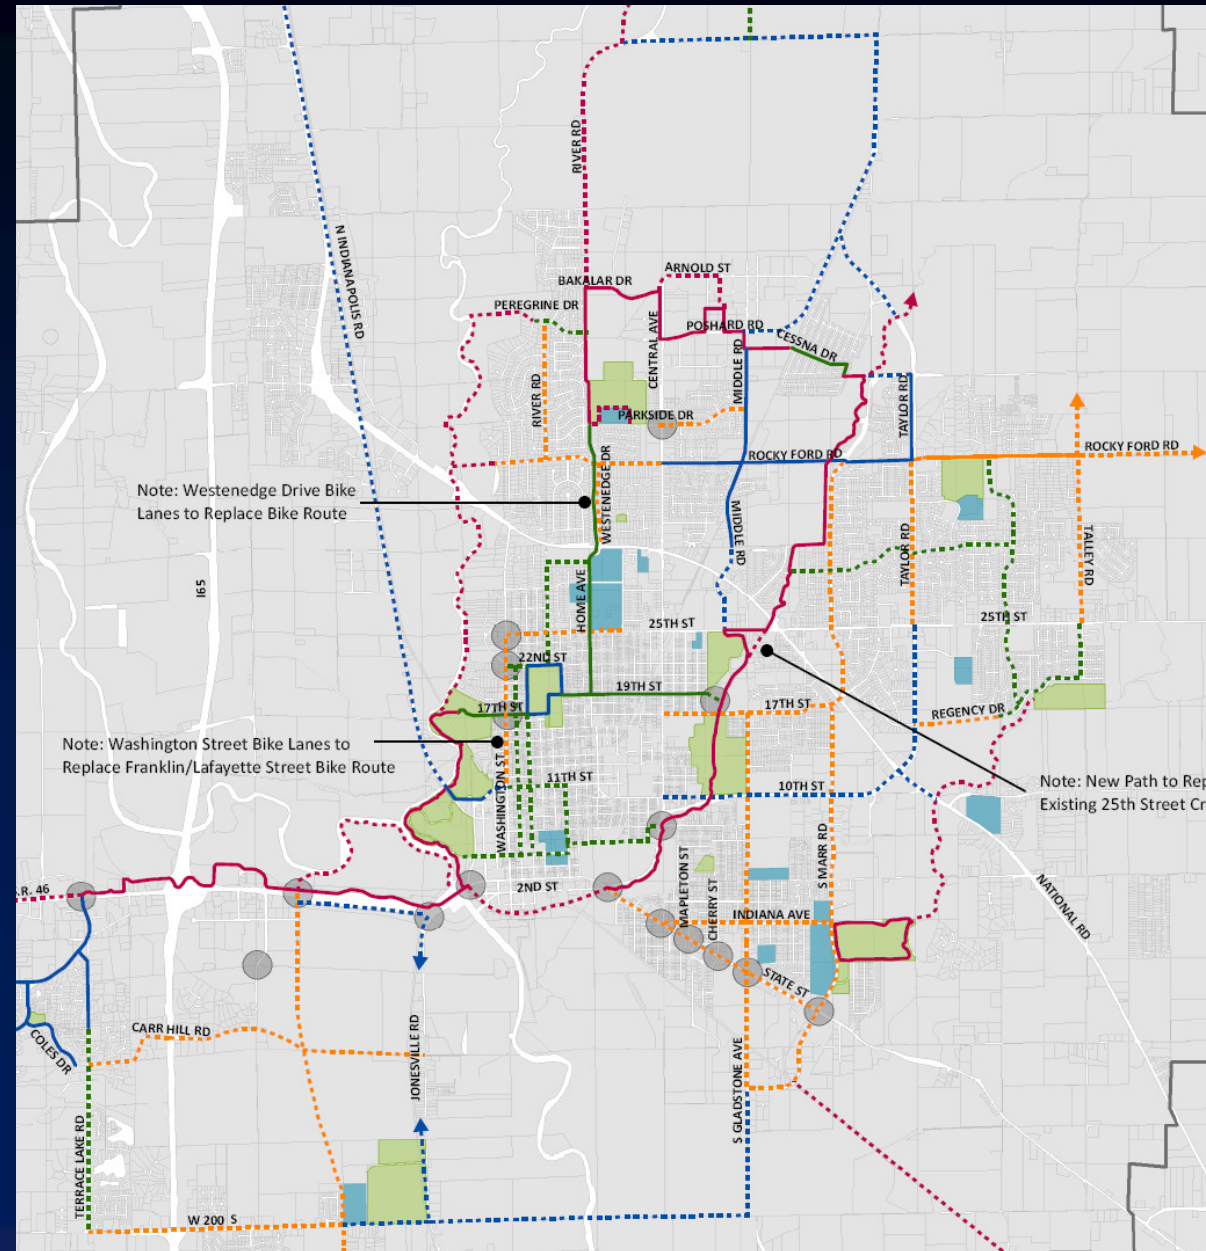 RIVER RD
N INDIANAPOLIS RD
ARNOLD ST
BAKALAR DR
PEREGRINE DR
CENTRAL AVE
POSHARD RD
CESSNA DR
MIDDLE RD
RIVER RD
PARKSIDE DR
TAYLOR RD
ROCKY FORD RD
ROCKY FORD RD
WESTENEDGE DR
Note: Westenedge Drive Bike
Lanes to Replace Bike Route
MIDDLE RD
TAYLOR RD
TALLEY RD
I65
HOME AVE
25TH ST
25TH ST
22ND ST
19TH ST
17TH ST
17TH ST
REGENCY DR
Note: Washington Street Bike Lanes to
Replace Franklin/Lafayette Street Bike Route
WASHINGTON ST
11TH ST
10TH ST
Note: New Path to Rep
Existing 25th Street Cr
S MARR RD
MAPLETON ST
CHERRY ST
.R. 46
2ND ST
INDIANA AVE
NATIONAL RD
STATE ST
CARR HILL RD
COLES DR
JONESVILLE RD
S GLADSTONE AVE
TERRACE LAKE RD
W 200 S